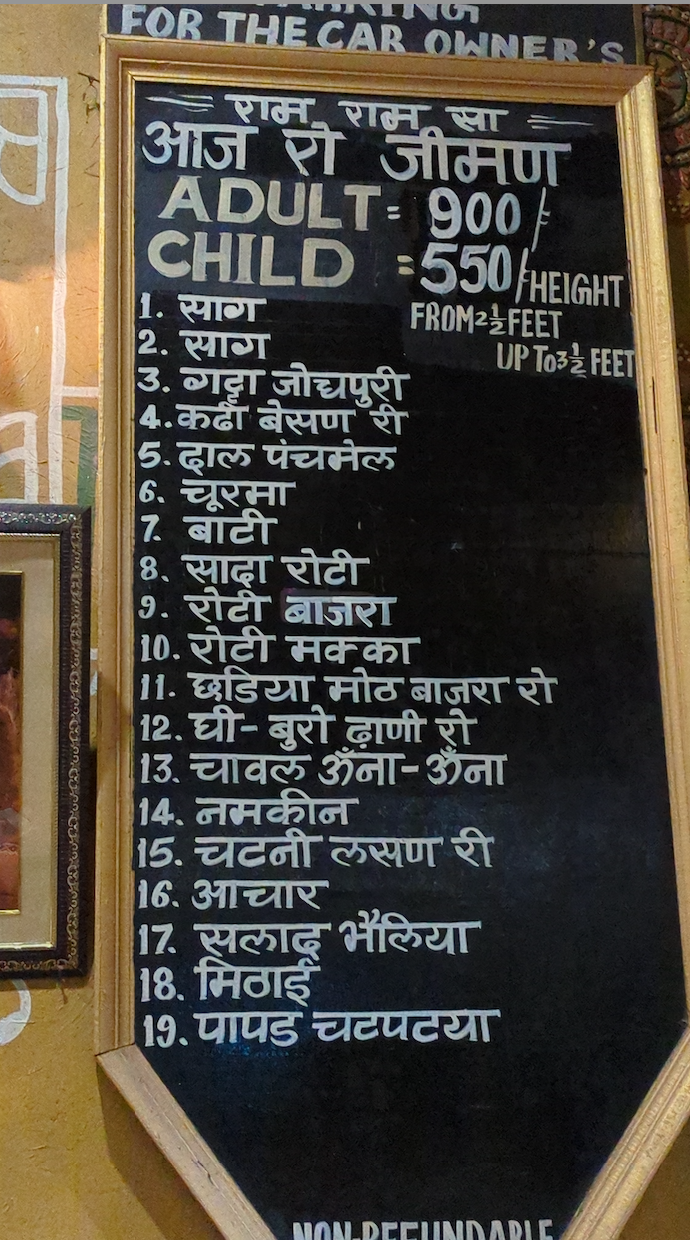 FOR THE CAR OWNER'S
राम राम सा
आज रो जीमण
ADULT = 900/-
CHILD = 550/- HEIGHT
FROM 2½ FEET
UP To 3½ FEET
1. साग
2. साग
3. गट्टा जोधपुरी
4. कढी बेसण री
5. दाल पंचमेल
6. चूरमा
7. बाटी
8. सादा रोटी
9. रोटी बाजरा
10. रोटी मक्का
11. छडिया मोठ बाजरा रो
12. घी-बुरो ढ़ाणी रो
13. चावल ऊँना-ऊँना
14. नमकीन
15. चटनी लसण री
16. आचार
17. सलाद भैलिया
18. मिठाई
19. पापड चटपटया
NON-REFUNDABLE